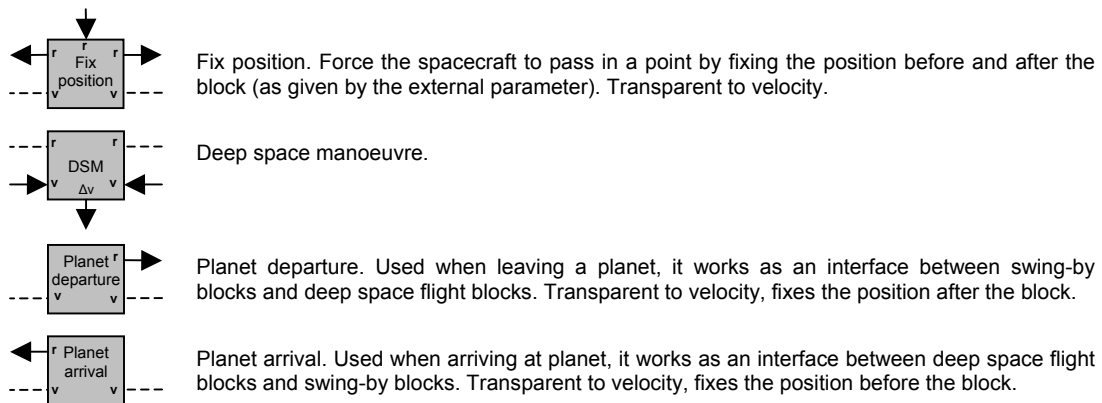 r
r r
Fix
position
v v
Fix position. Force the spacecraft to pass in a point by fixing the position before and after the
block (as given by the external parameter). Transparent to velocity.
r r
DSM
v Δv v
Deep space manoeuvre.
Planet r
departure
v v
Planet departure. Used when leaving a planet, it works as an interface between swing-by
blocks and deep space flight blocks. Transparent to velocity, fixes the position after the block.
r Planet
arrival
v v
Planet arrival. Used when arriving at planet, it works as an interface between deep space flight
blocks and swing-by blocks. Transparent to velocity, fixes the position before the block.